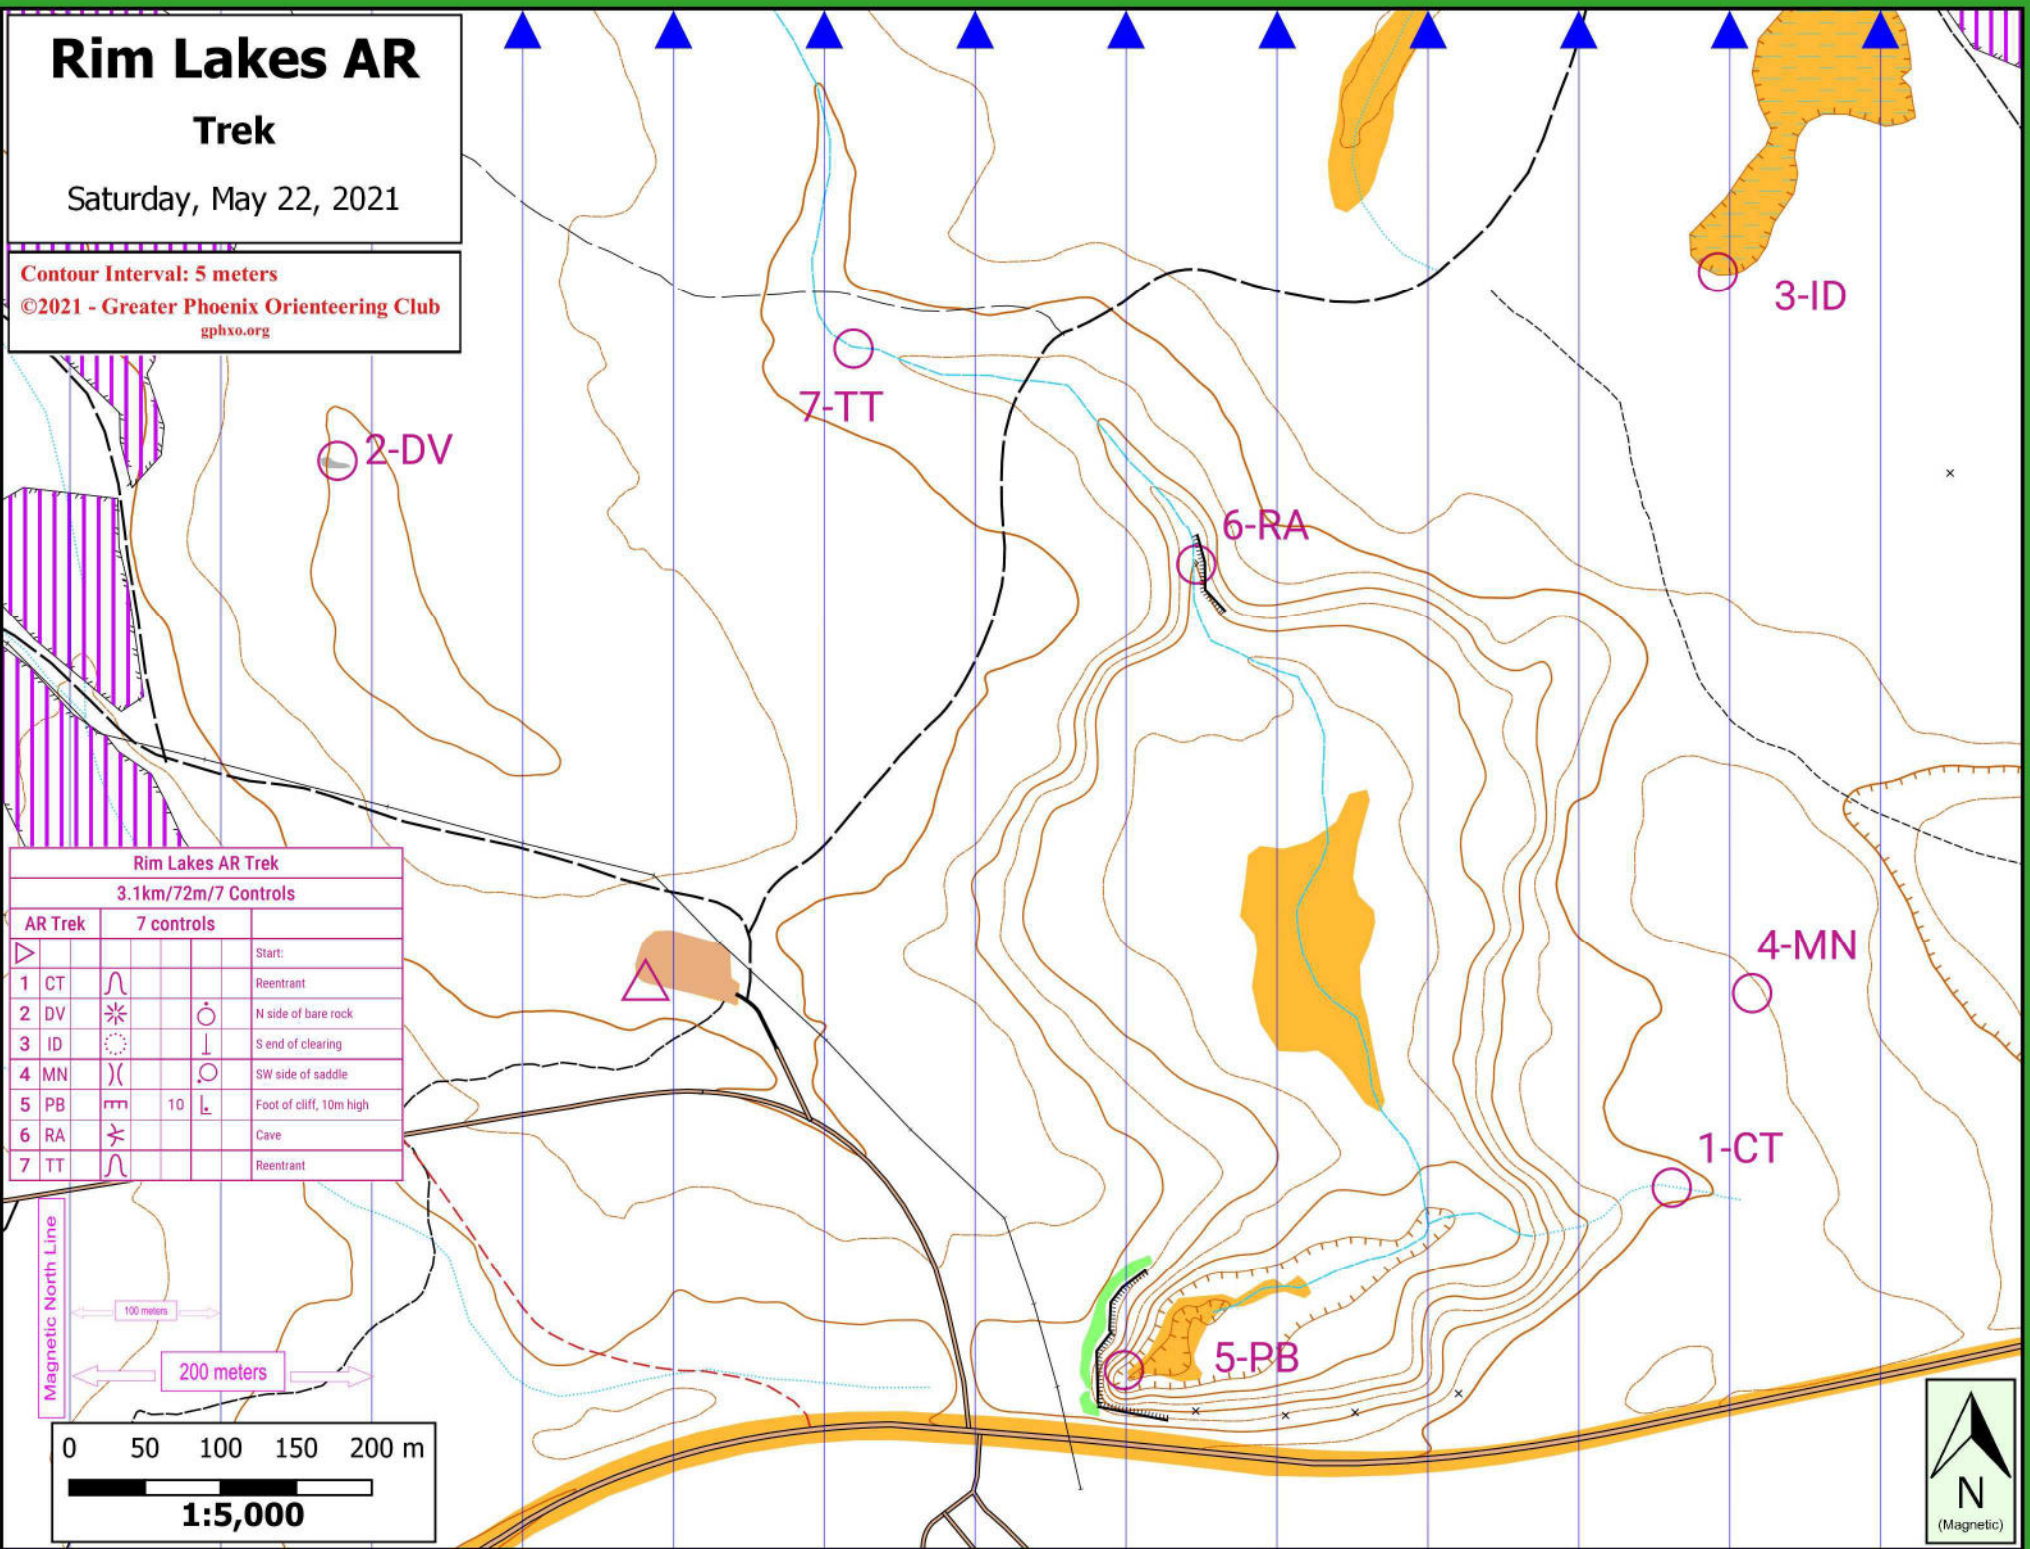 Rim Lakes AR
Trek
Saturday, May 22, 2021
Contour Interval: 5 meters
©2021 - Greater Phoenix Orienteering Club
gphxo.org
3-ID
7-TT
2-DV
6-RA
4-MN
1-CT
5-PB
Rim Lakes AR Trek
3.1km/72m/7 Controls
AR Trek 7 controls
Start:
1 CT Reentrant
2 DV N side of bare rock
3 ID S end of clearing
4 MN SW side of saddle
5 PB 10 Foot of cliff, 10m high
6 RA Cave
7 TT Reentrant
Magnetic North Line
100 meters
200 meters
0 50 100 150 200 m
1:5,000
N
(Magnetic)